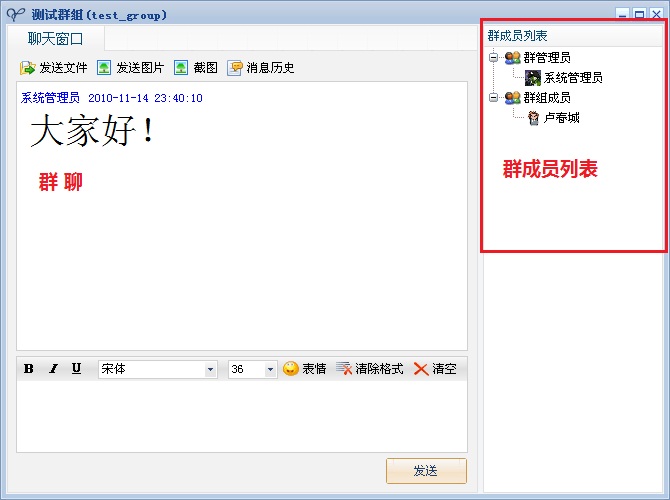 测试群组(test_group)
聊天窗口
发送文件 发送图片 截图 消息历史
系统管理员 2010-11-14 23:40:10
大家好！
群 聊
B I U 宋体 36 表情 清除格式 清空
发送
群成员列表
群管理员
系统管理员
群组成员
卢春城
群成员列表